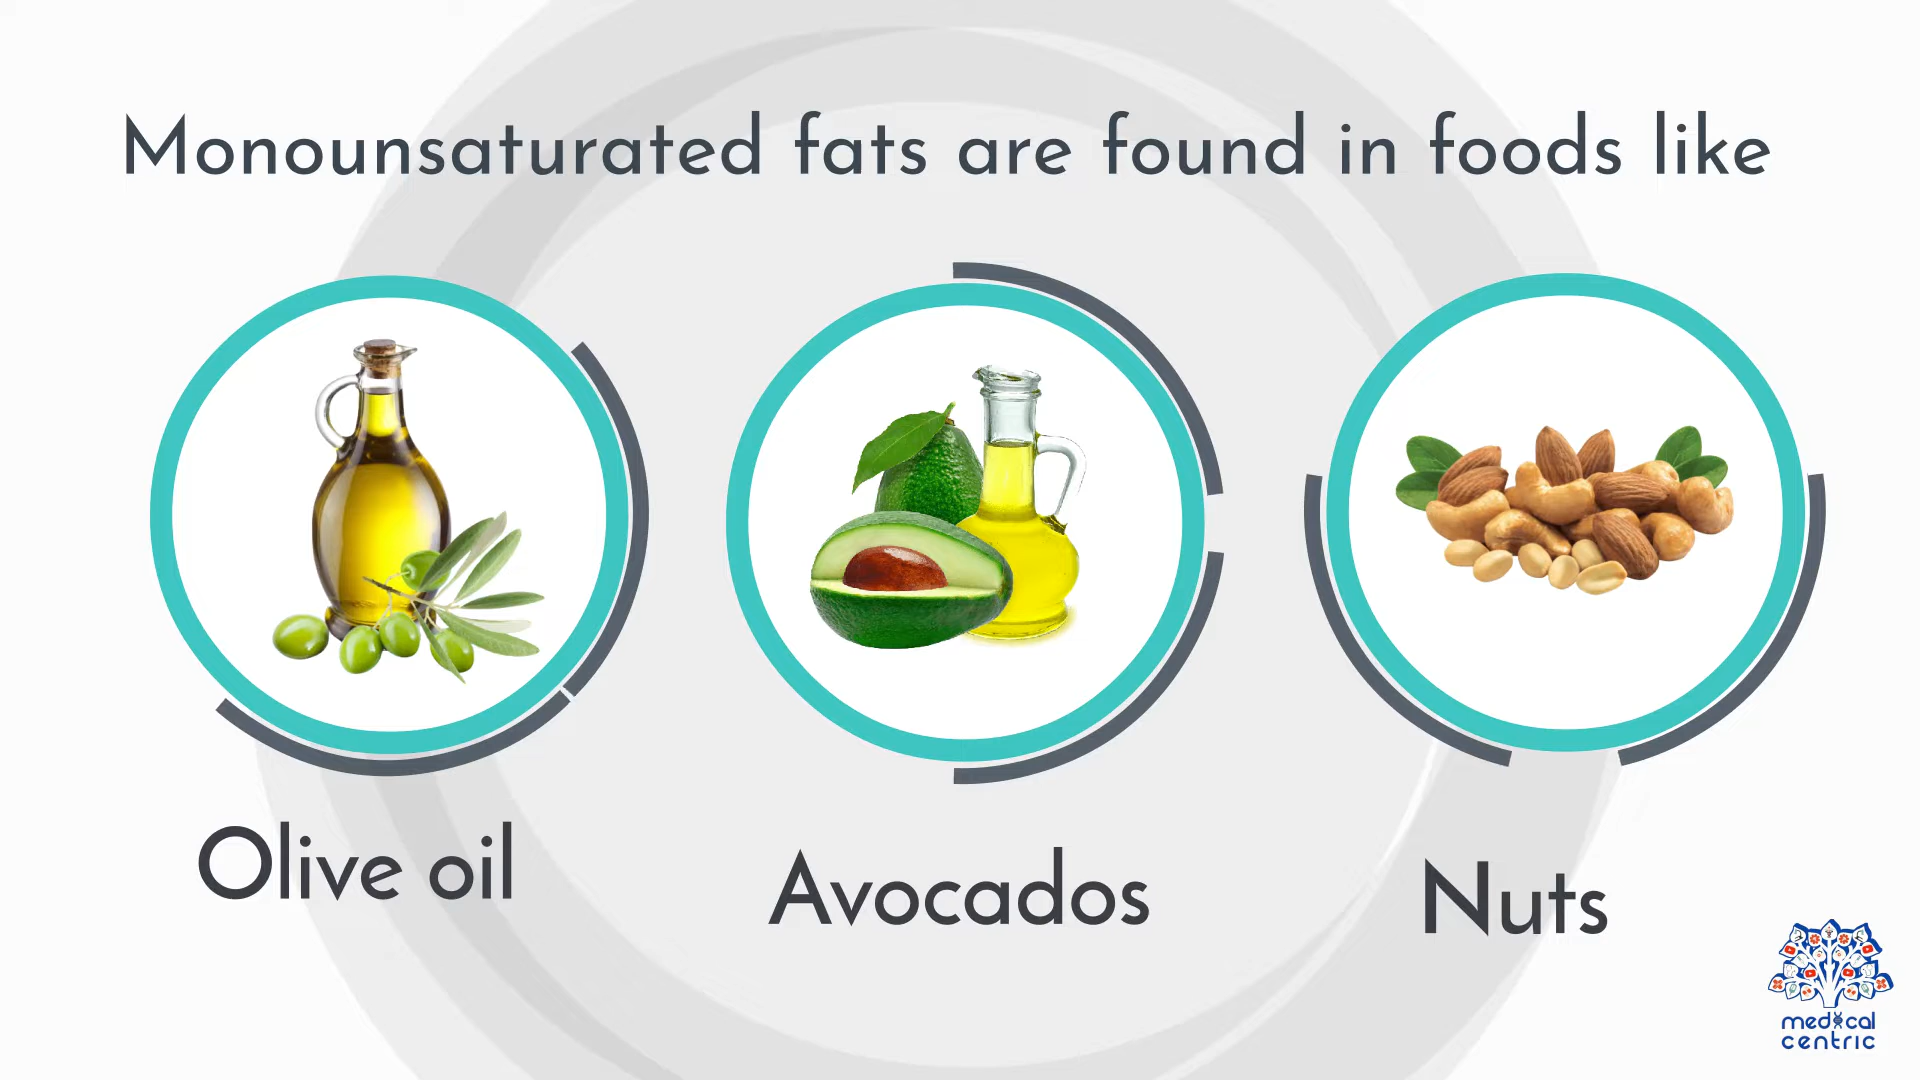 Monounsaturated fats are found in foods like
Olive oil
Avocados
Nuts
medical
centric